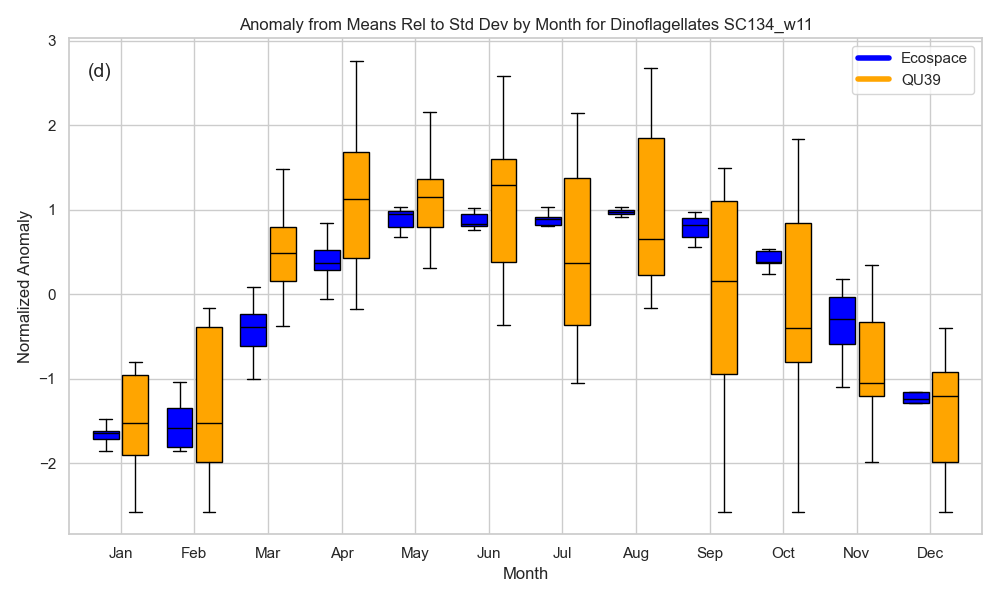 Anomaly from Means Rel to Std Dev by Month for Dinoflagellates SC134_w11
(d)
Ecospace
QU39
3
2
1
0
−1
−2
Normalized Anomaly
Jan Feb Mar Apr May Jun Jul Aug Sep Oct Nov Dec
Month